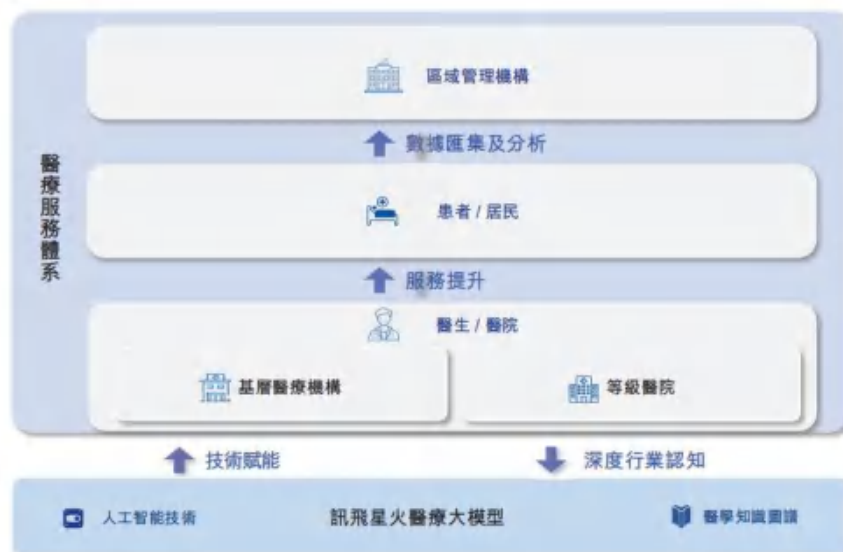 區域管理機構
數據匯集及分析
醫療服務體系
患者 / 居民
服務提升
醫生 / 醫院
基層醫療機構
等級醫院
技術賦能
深度行業認知
人工智能技術
訊飛星火醫療大模型
醫學知識圖譜